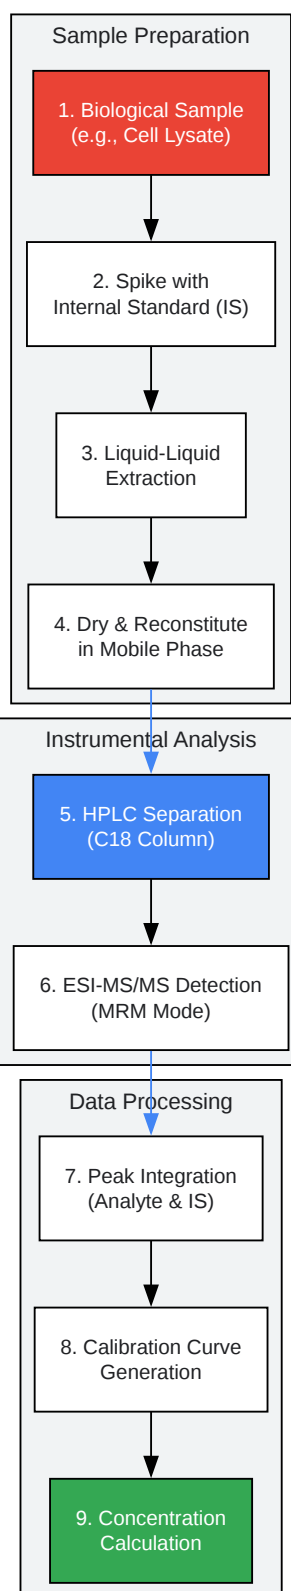 Sample Preparation
1. Biological Sample
(e.g., Cell Lysate)
2. Spike with
Internal Standard (IS)
3. Liquid-Liquid
Extraction
4. Dry & Reconstitute
in Mobile Phase
Instrumental Analysis
5. HPLC Separation
(C18 Column)
6. ESI-MS/MS Detection
(MRM Mode)
Data Processing
7. Peak Integration
(Analyte & IS)
8. Calibration Curve
Generation
9. Concentration
Calculation